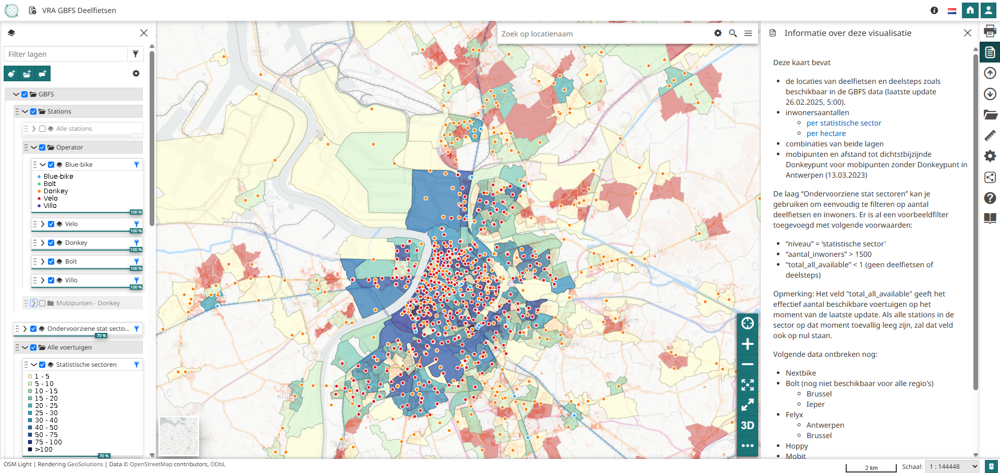 VRA GBFS Deelfietsen
Filter lagen
GBFS
Stations
Alle stations
100 %
Operator
Blue-bike
Blue-bike
Bolt
Donkey
Velo
Villo
100 %
Velo
100 %
Donkey
100 %
Bolt
100 %
Villo
100 %
Mobipunten - Donkey
Ondervoorziene stat secto...
70 %
Alle voertuigen
Statistische sectoren
1 - 5
5 - 10
10 - 15
15 - 20
20 - 25
25 - 30
30 - 40
40 - 50
50 - 75
75 - 100
>100
70 %
Zoek op locatienaam
A12
N12
N419
N419
N485
E17
N10
3D
Informatie over deze visualisatie
Deze kaart bevat
• de locaties van deelfietsen en deelsteps zoals
beschikbaar in de GBFS data (laatste update
26.02.2025, 5:00).
• inwonersaantallen
per statistische sector
per hectare
• combinaties van beide lagen
• mobipunten en afstand tot dichtstbijzijnde
Donkeypunt voor mobipunten zonder Donkeypunt in
Antwerpen (13.03.2023)
De laag “Ondervoorziene stat sectoren” kan je
gebruiken om eenvoudig te filteren op aantal
deelfietsen en inwoners. Er is al een voorbeeldfilter
toegevoegd met volgende voorwaarden:
• “niveau” = ‘statistische sector’
• “aantal_inwoners” > 1500
• “total_all_available” < 1 (geen deelfietsen of
deelsteps)
Opmerking: Het veld "total_all_available" geeft het
effectief aantal beschikbare voertuigen op het
moment van de laatste update. Als alle stations in de
sector op dat moment toevallig leeg zijn, zal dat veld
ook op nul staan.
Volgende data ontbreken nog:
• Nextbike
• Bolt (nog niet beschikbaar voor alle regio's)
Brussel
Ieper
• Felyx
Antwerpen
Brussel
• Hoppy
• Mobit
OSM Light | Rendering GeoSolutions | Data © OpenStreetMap contributors, ODbL
2 km
Schaal:
1 : 144448